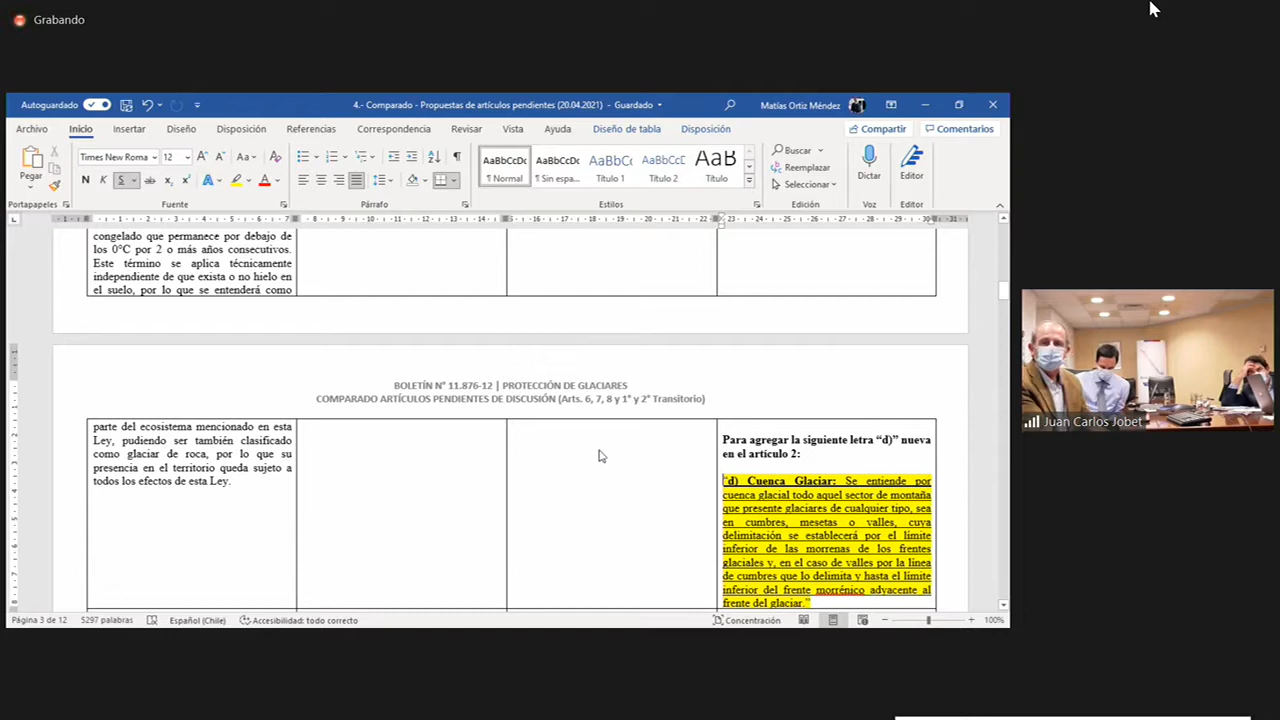 Grabando
Autoguardado
4.- Comparado - Propuestas de artículos pendientes (20.04.2021) - Guardado
Matías Ortiz Méndez
Archivo Inicio Insertar Diseño Disposición Referencias Correspondencia Revisar Vista Ayuda Diseño de tabla Disposición Compartir Comentarios
Pegar
Times New Roma 12
Aa
N K S ab x x A A
AaBbCcDc AaBbCcDc AaBbCc AaBbCcE AaB
¶ Normal ¶ Sin espa... Título 1 Título 2 Título
Buscar
Reemplazar
Seleccionar
Dictar
Editor
Portapapeles Fuente Párrafo Estilos Edición Voz Editor
congelado que permanece por debajo de
los 0°C por 2 o más años consecutivos.
Este término se aplica técnicamente
independiente de que exista o no hielo en
el suelo, por lo que se entenderá como
BOLETÍN N° 11.876-12 | PROTECCIÓN DE GLACIARES
COMPARADO ARTÍCULOS PENDIENTES DE DISCUSIÓN (Arts. 6, 7, 8 y 1° y 2° Transitorio)
parte del ecosistema mencionado en esta
Ley, pudiendo ser también clasificado
como glaciar de roca, por lo que su
presencia en el territorio queda sujeto a
todos los efectos de esta Ley.
Para agregar la siguiente letra “d)” nueva
en el artículo 2:
“d) Cuenca Glaciar: Se entiende por
cuenca glacial todo aquel sector de montaña
que presente glaciares de cualquier tipo, sea
en cumbres, mesetas o valles, cuya
delimitación se establecerá por el límite
inferior de las morrenas de los frentes
glaciales y, en el caso de valles por la línea
de cumbres que lo delimita y hasta el límite
inferior del frente morrénico adyacente al
frente del glaciar.”
Juan Carlos Jobet
Página 3 de 12 5297 palabras Español (Chile) Accesibilidad: todo correcto Concentración 100%